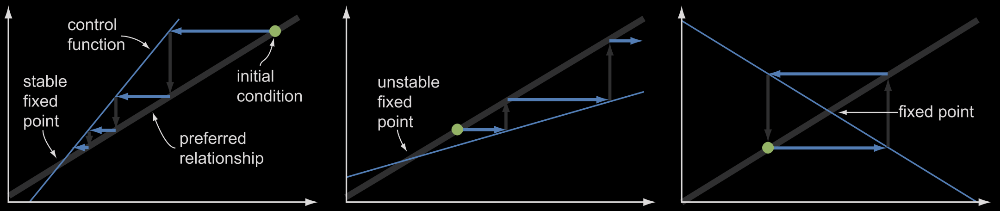 control
function
stable
fixed
point
initial
condition
preferred
relationship
unstable
fixed
point
fixed point